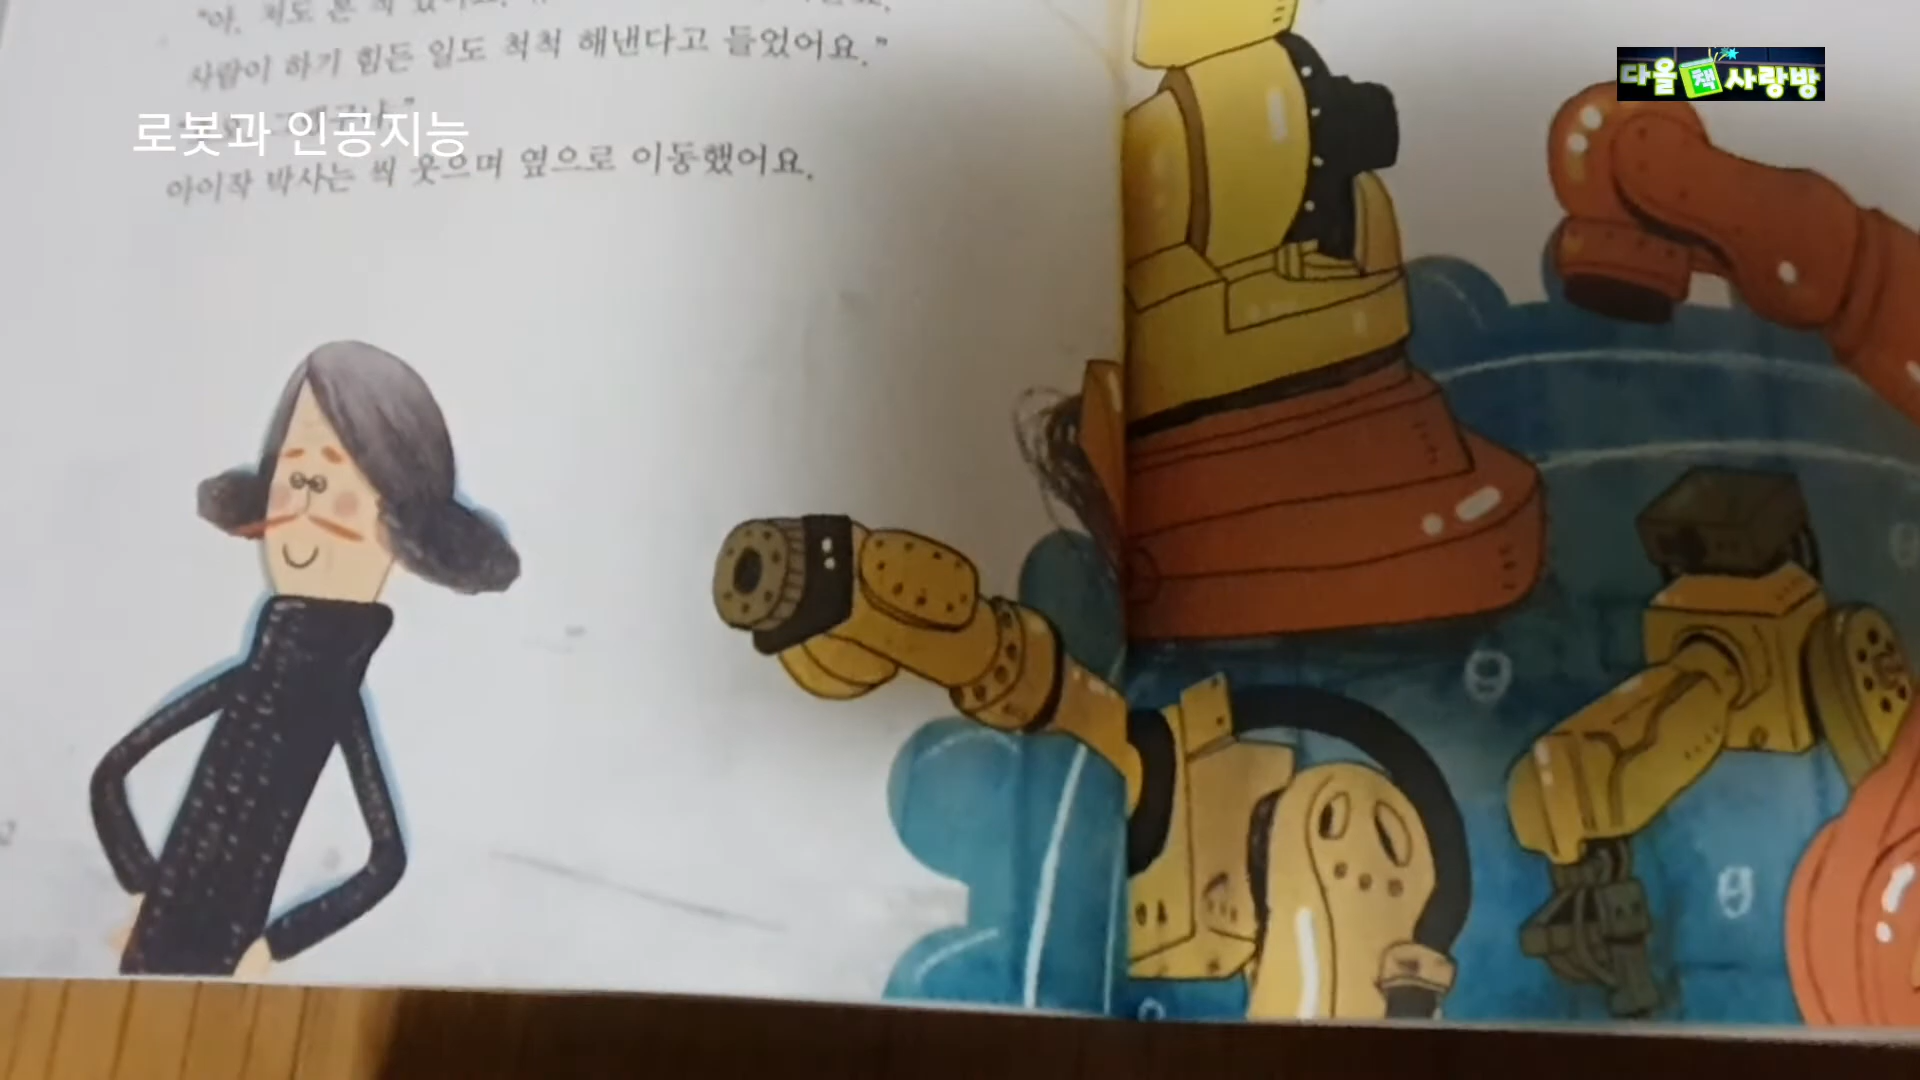 "아, 저도 본 적 있어요.
사람이 하기 힘든 일도 척척 해낸다고 들었어요."
로봇과 인공지능
아이작 박사는 씩 웃으며 옆으로 이동했어요.
다울책사랑방